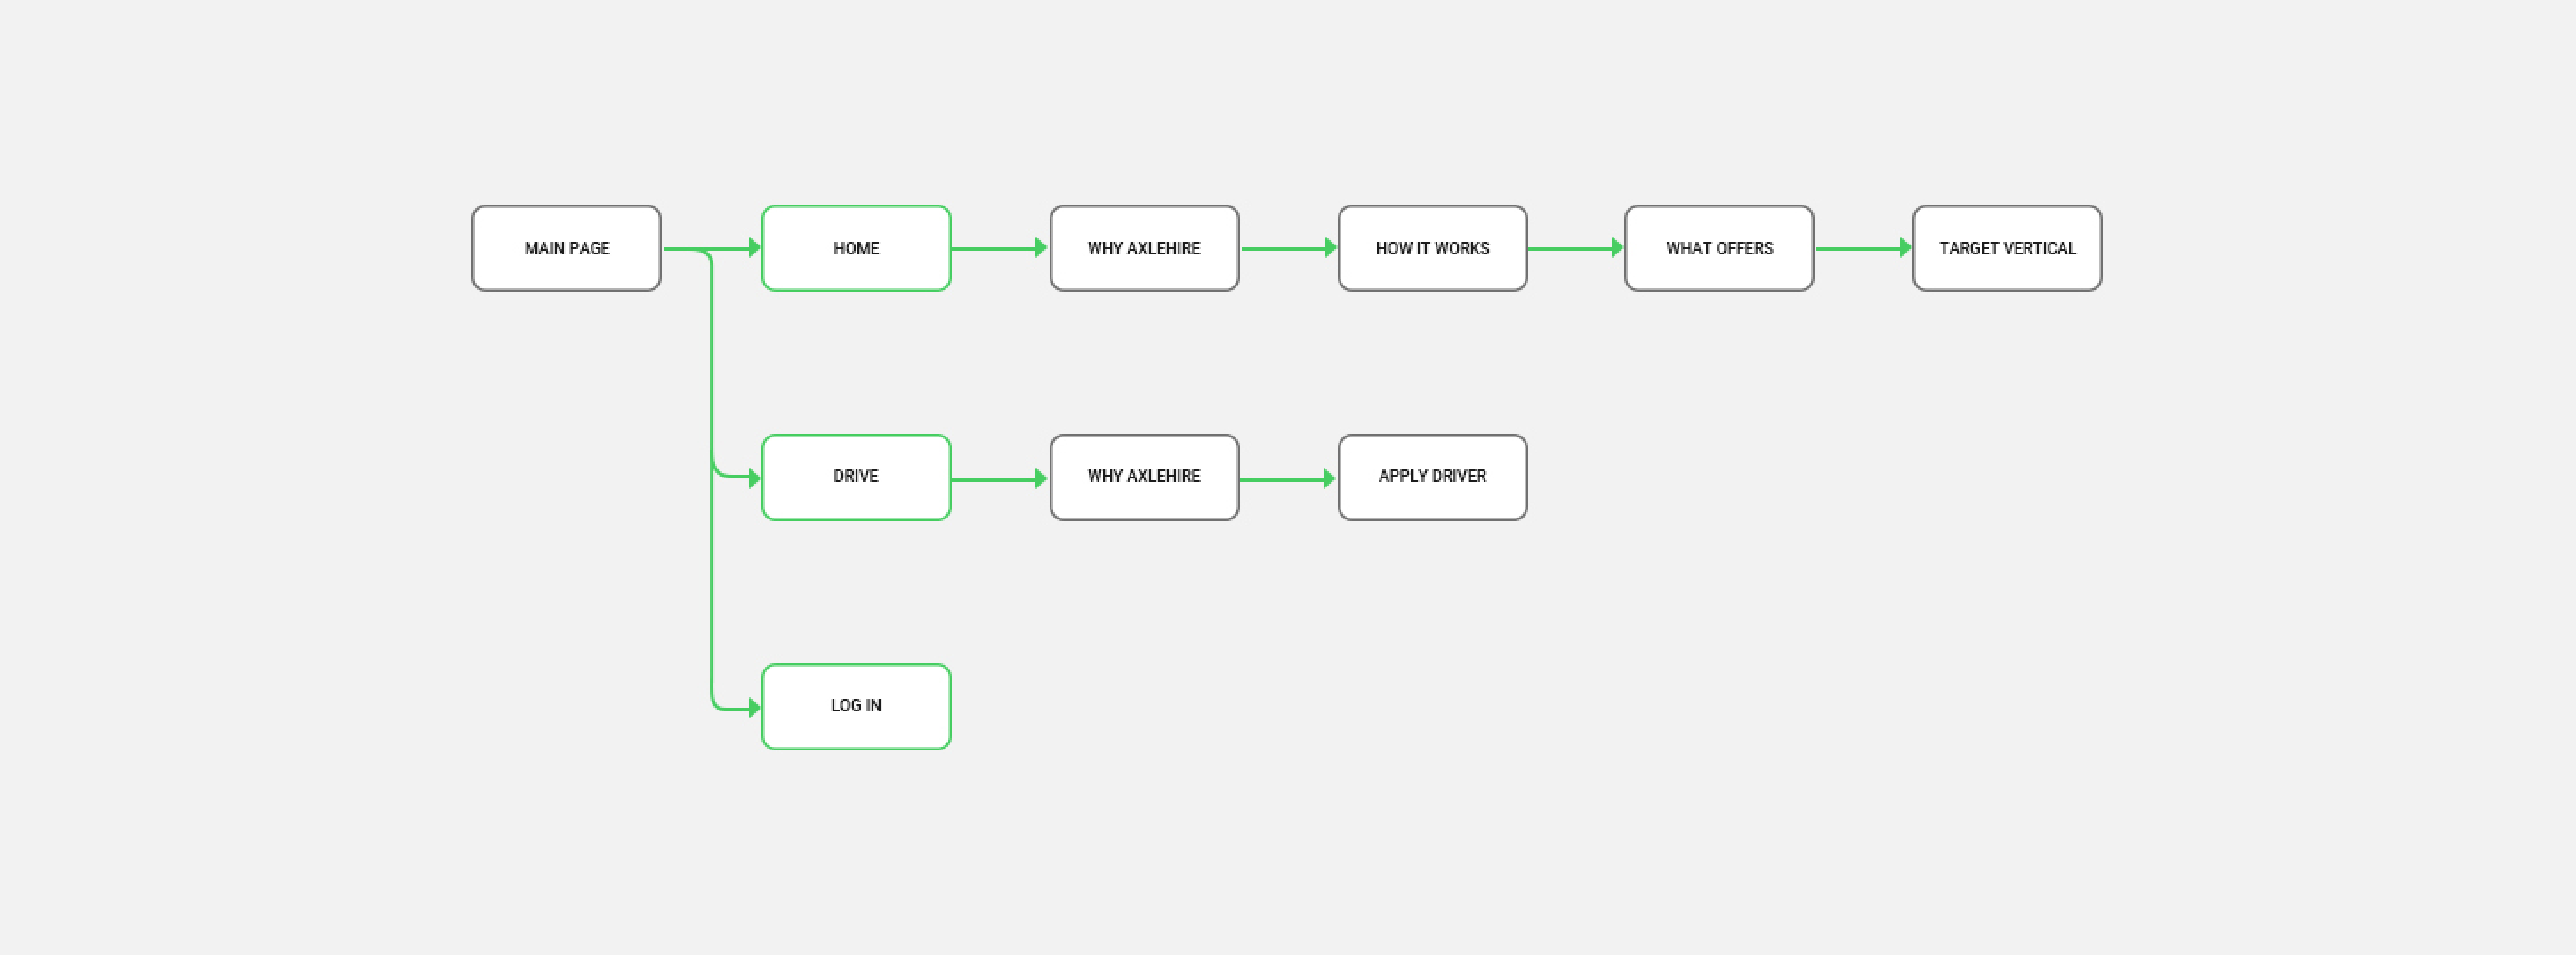 MAIN PAGE
HOME
WHY AXLEHIRE
HOW IT WORKS
WHAT OFFERS
TARGET VERTICAL
DRIVE
WHY AXLEHIRE
APPLY DRIVER
LOG IN